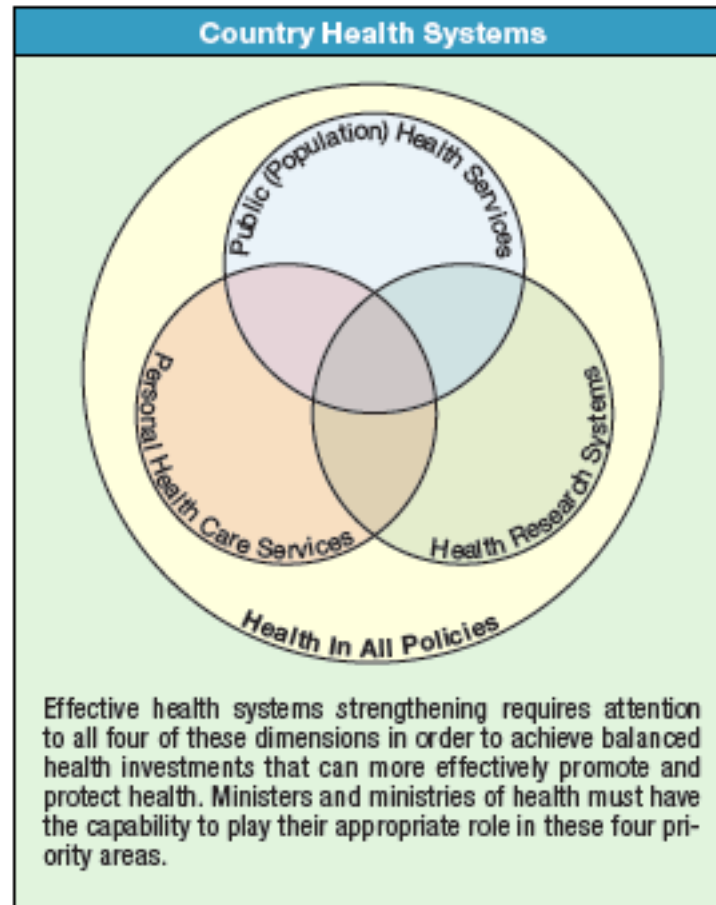 Country Health Systems
Public (Population) Health Services
Personal Health Care Services
Health Research Systems
Health In All Policies
Effective health systems strengthening requires attention
to all four of these dimensions in order to achieve balanced
health investments that can more effectively promote and
protect health. Ministers and ministries of health must have
the capability to play their appropriate role in these four pri-
ority areas.